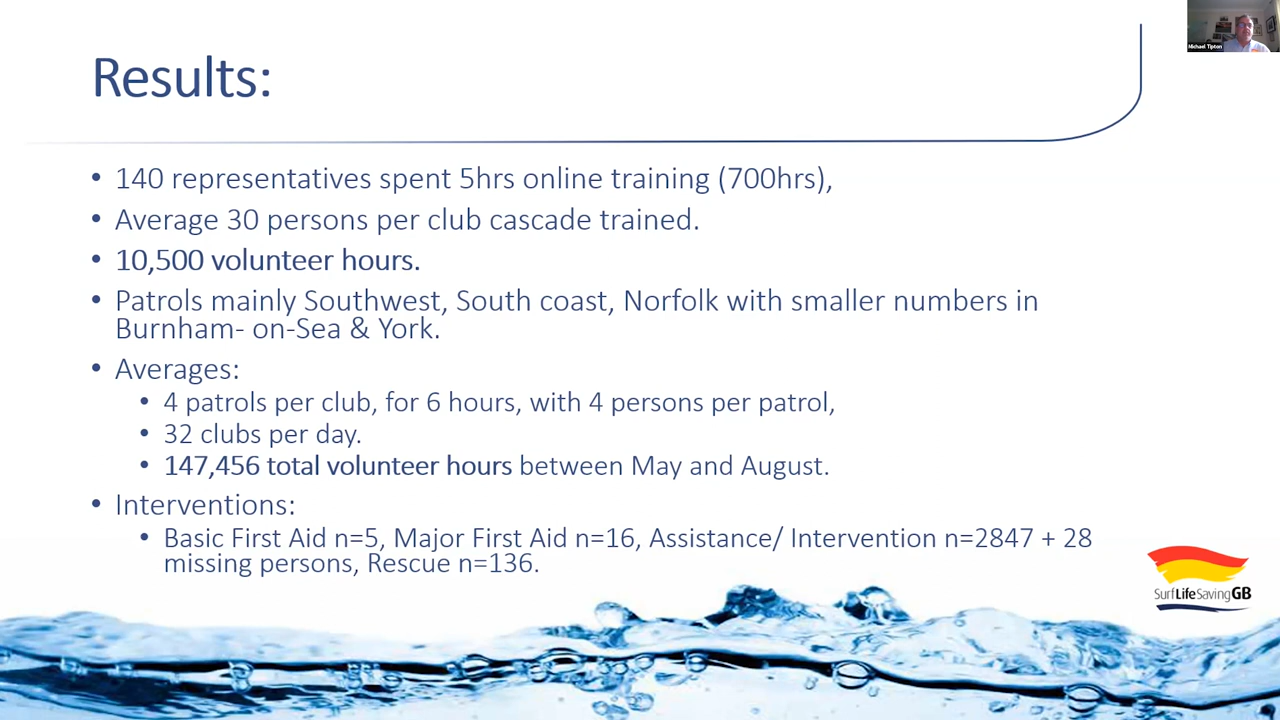 Michael Tipton
Results:
• 140 representatives spent 5hrs online training (700hrs),
• Average 30 persons per club cascade trained.
• 10,500 volunteer hours.
• Patrols mainly Southwest, South coast, Norfolk with smaller numbers in
Burnham- on-Sea & York.
• Averages:
• 4 patrols per club, for 6 hours, with 4 persons per patrol,
• 32 clubs per day.
• 147,456 total volunteer hours between May and August.
• Interventions:
• Basic First Aid n=5, Major First Aid n=16, Assistance/ Intervention n=2847 + 28
missing persons, Rescue n=136.
SurfLifeSavingGB